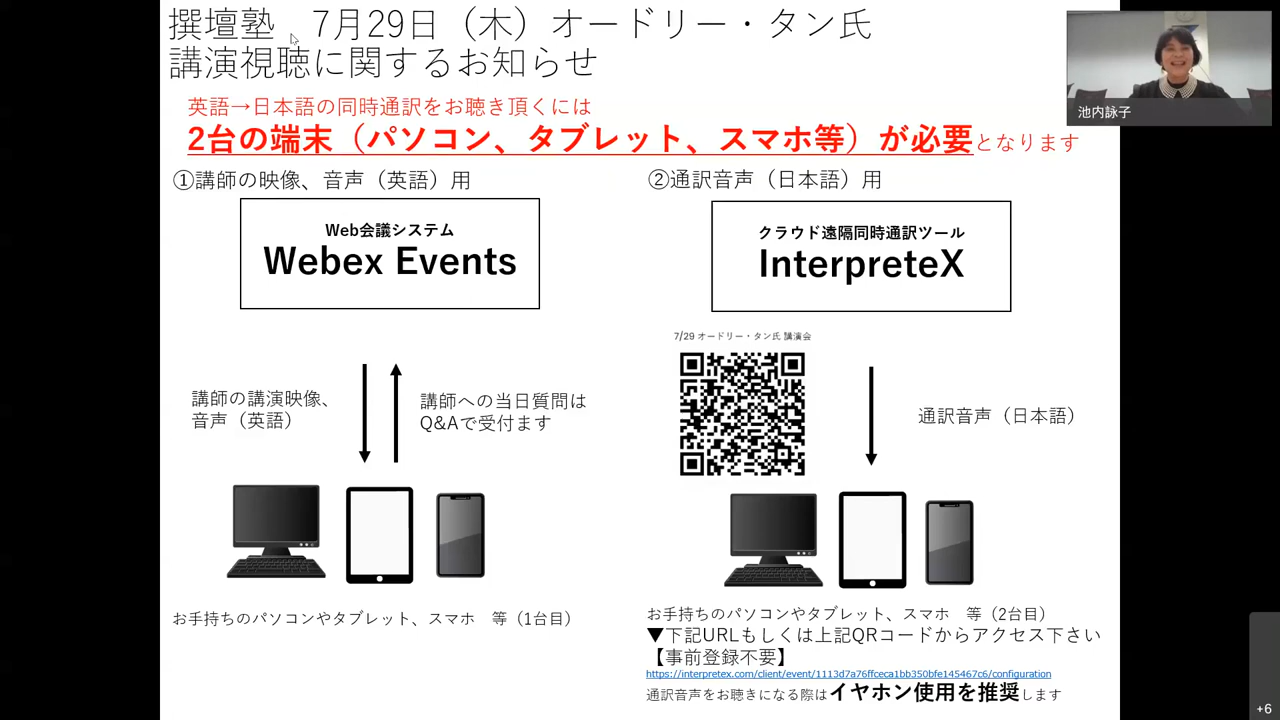 撰壇塾　7月29日（木）オードリー・タン氏
講演視聴に関するお知らせ
英語→日本語の同時通訳をお聴き頂くには
2台の端末（パソコン、タブレット、スマホ等）が必要となります
①講師の映像、音声（英語）用
Web会議システム
Webex Events
講師の講演映像、
音声（英語）
講師への当日質問は
Q&Aで受付ます
お手持ちのパソコンやタブレット、スマホ　等（1台目）
②通訳音声（日本語）用
クラウド遠隔同時通訳ツール
InterpreteX
7/29 オードリー・タン氏 講演会
通訳音声（日本語）
お手持ちのパソコンやタブレット、スマホ　等（2台目）
▼下記URLもしくは上記QRコードからアクセス下さい
【事前登録不要】
https://interpretex.com/client/event/1113d7a76ffceca1bb350bfe145467c6/configuration
通訳音声をお聴きになる際はイヤホン使用を推奨します
池内詠子
+6